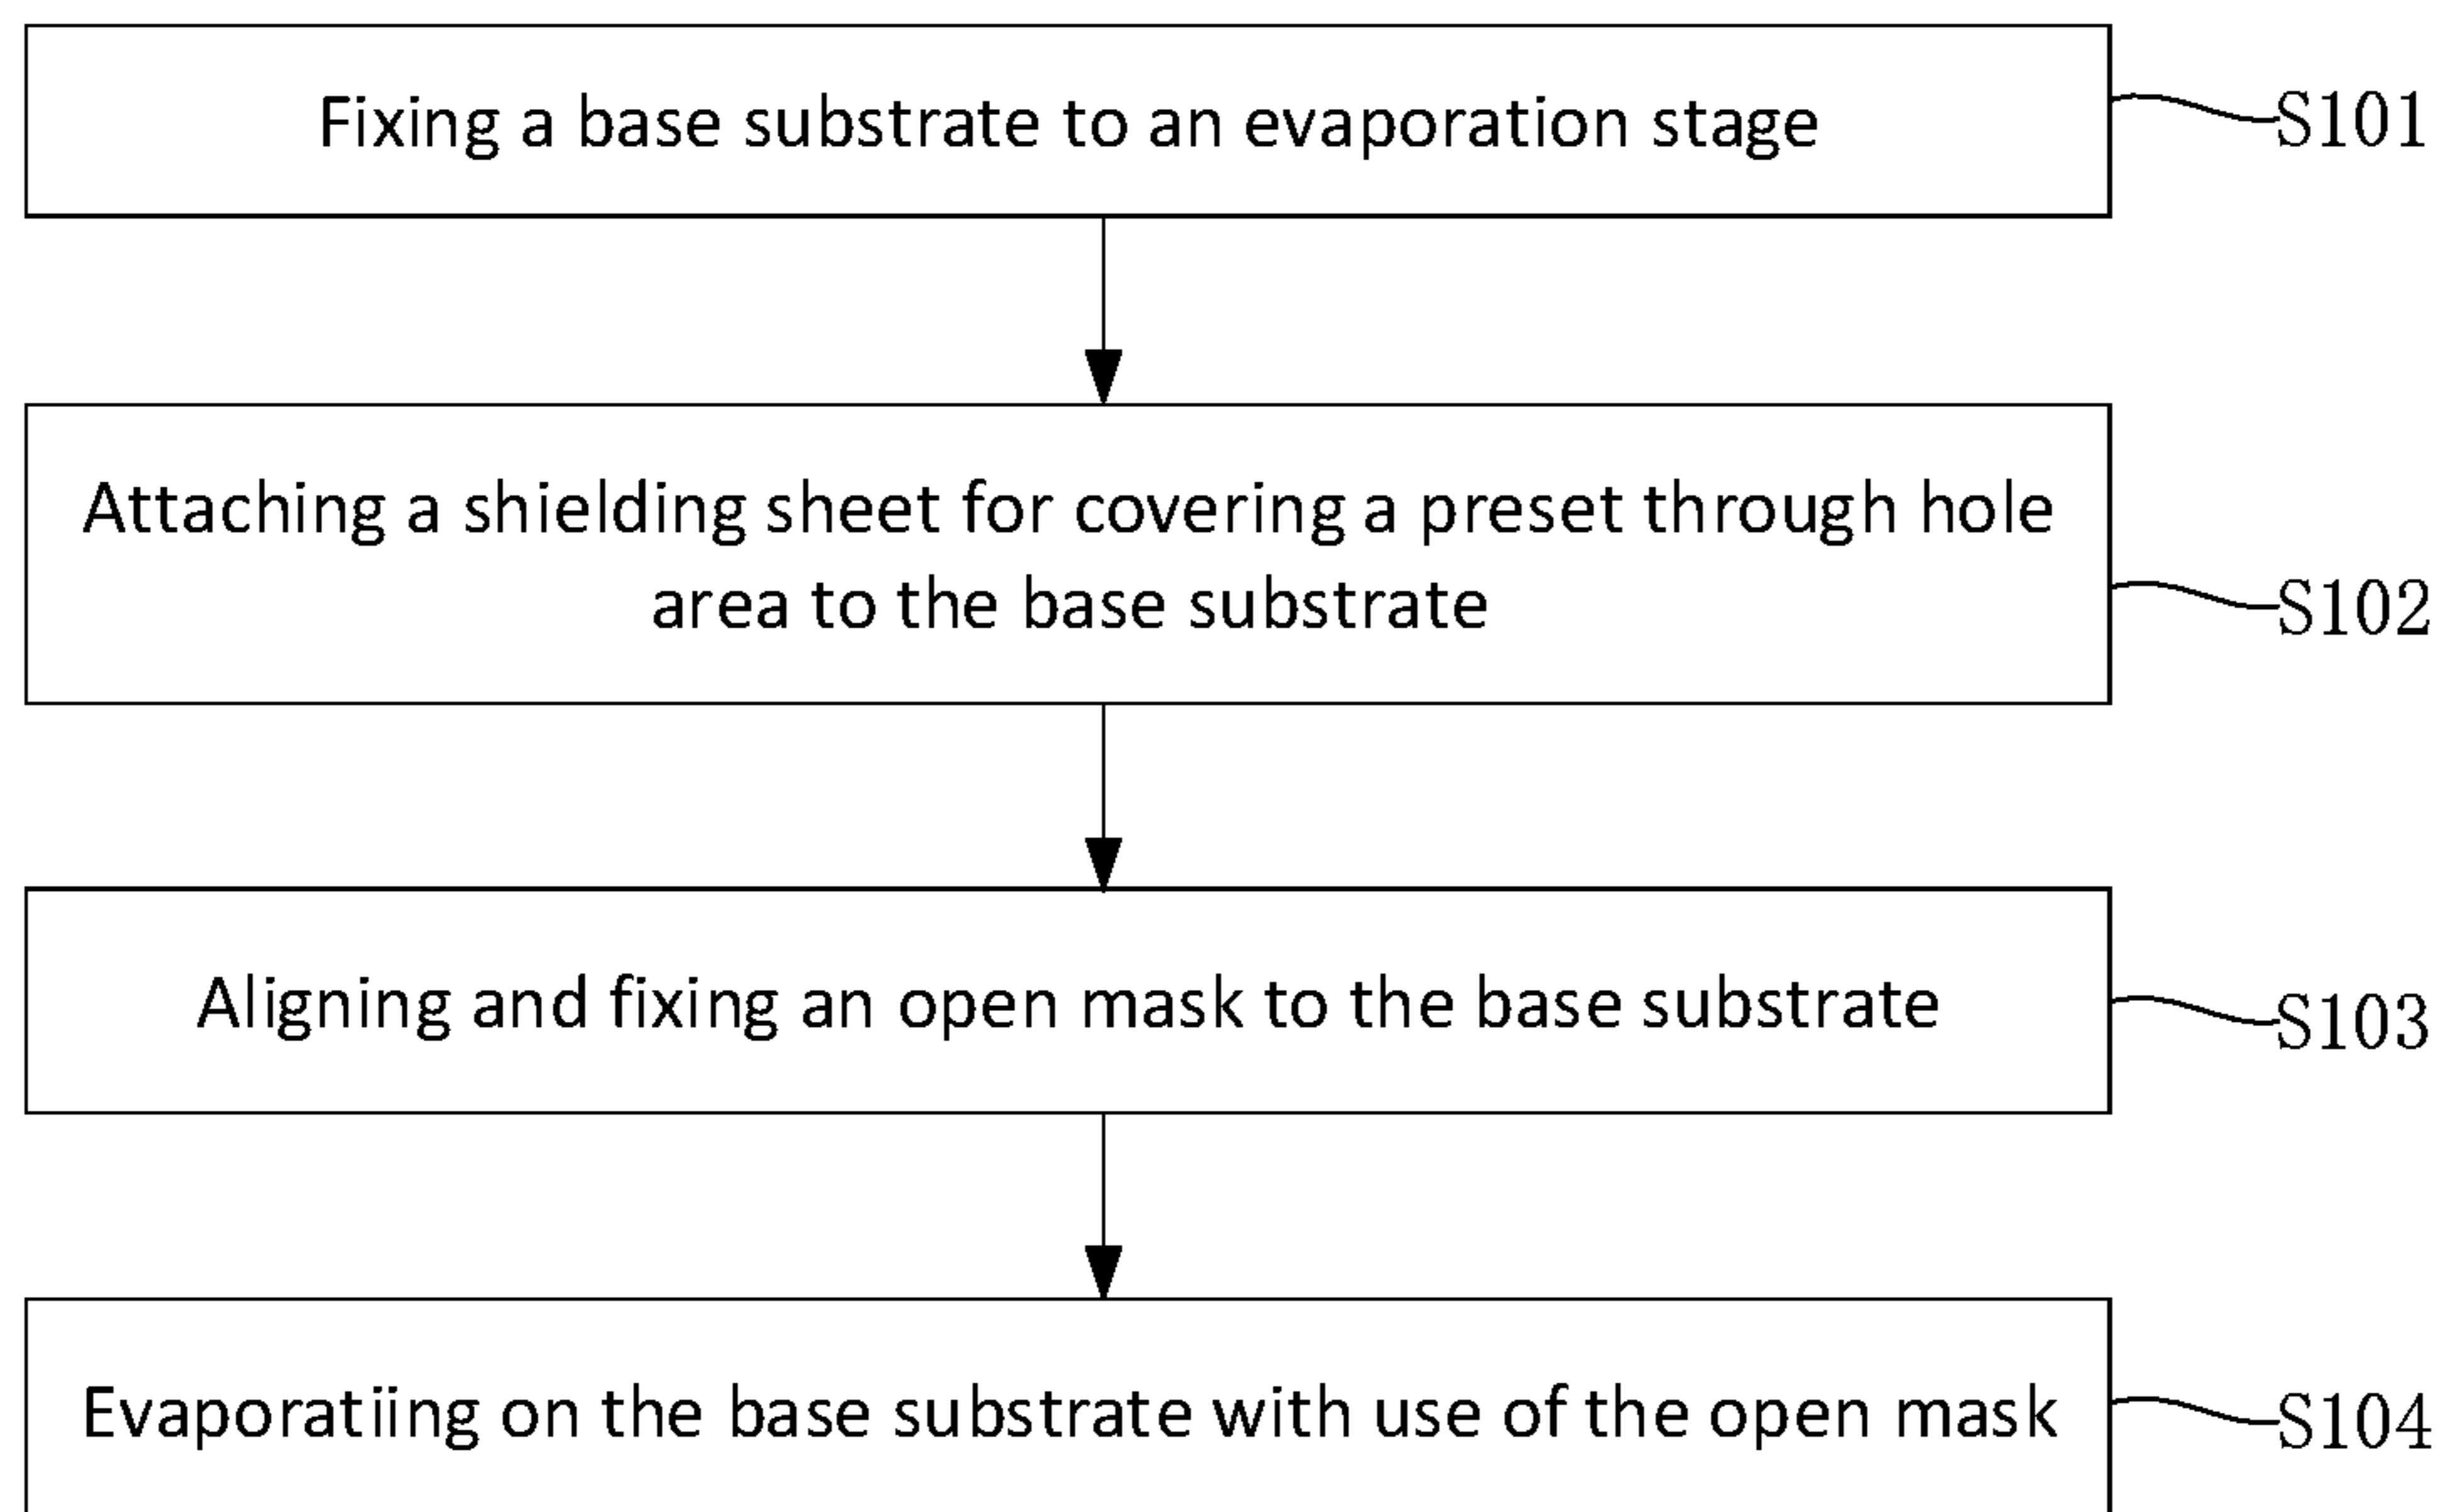 Fixing a base substrate to an evaporation stage
S101
Attaching a shielding sheet for covering a preset through hole
area to the base substrate
S102
Aligning and fixing an open mask to the base substrate
S103
Evaporatiing on the base substrate with use of the open mask
S104